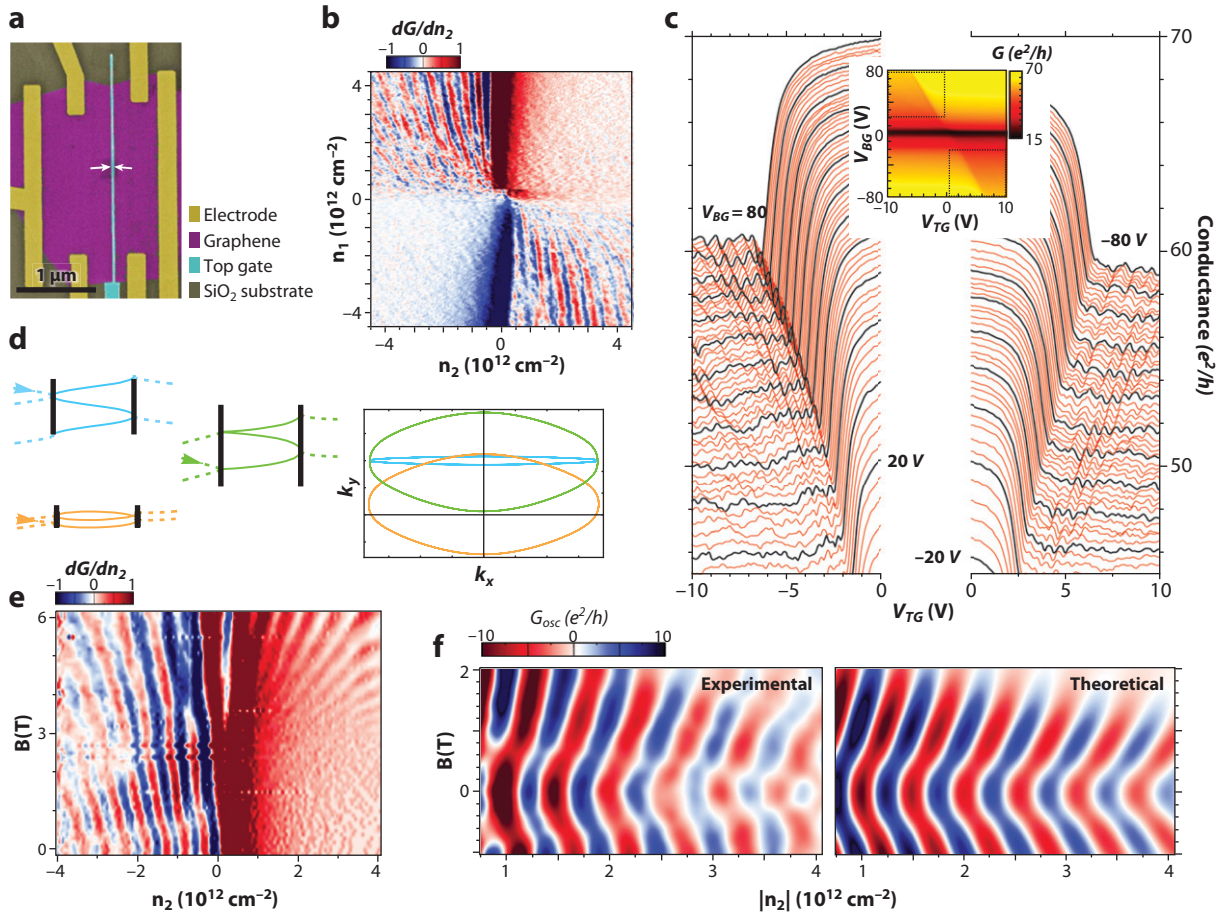 a
Electrode
Graphene
Top gate
SiO₂ substrate
1 µm
b
dG/dn₂
−1 0 1
n₁ (10¹² cm⁻²)
4
0
−4
−4 0 4
n₂ (10¹² cm⁻²)
c
G (e²/h)
70
15
V_BG (V)
80
0
−80
−10 0 10
V_TG (V)
V_BG = 80
−80 V
20 V
−20 V
70
60
50
Conductance (e²/h)
−10 −5 0 0 5 10
V_TG (V)
d
k_y
k_x
e
dG/dn₂
−1 0 1
B(T)
6
3
0
−4 −2 0 2 4
n₂ (10¹² cm⁻²)
f
G_osc (e²/h)
−10 0 10
Experimental
Theoretical
B(T)
2
0
1 2 3 4 1 2 3 4
|n₂| (10¹² cm⁻²)